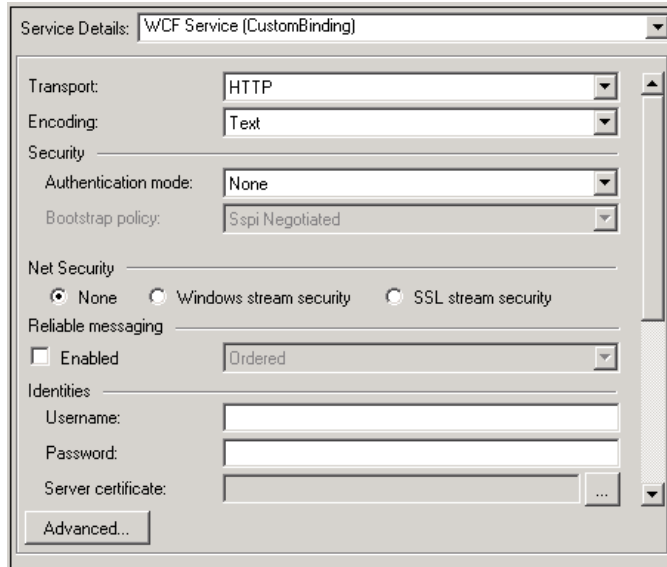 Service Details: WCF Service (CustomBinding)
Transport: HTTP
Encoding: Text
Security
Authentication mode: None
Bootstrap policy: Sspi Negotiated
Net Security
None Windows stream security SSL stream security
Reliable messaging
Enabled Ordered
Identities
Username:
Password:
Server certificate: ...
Advanced...